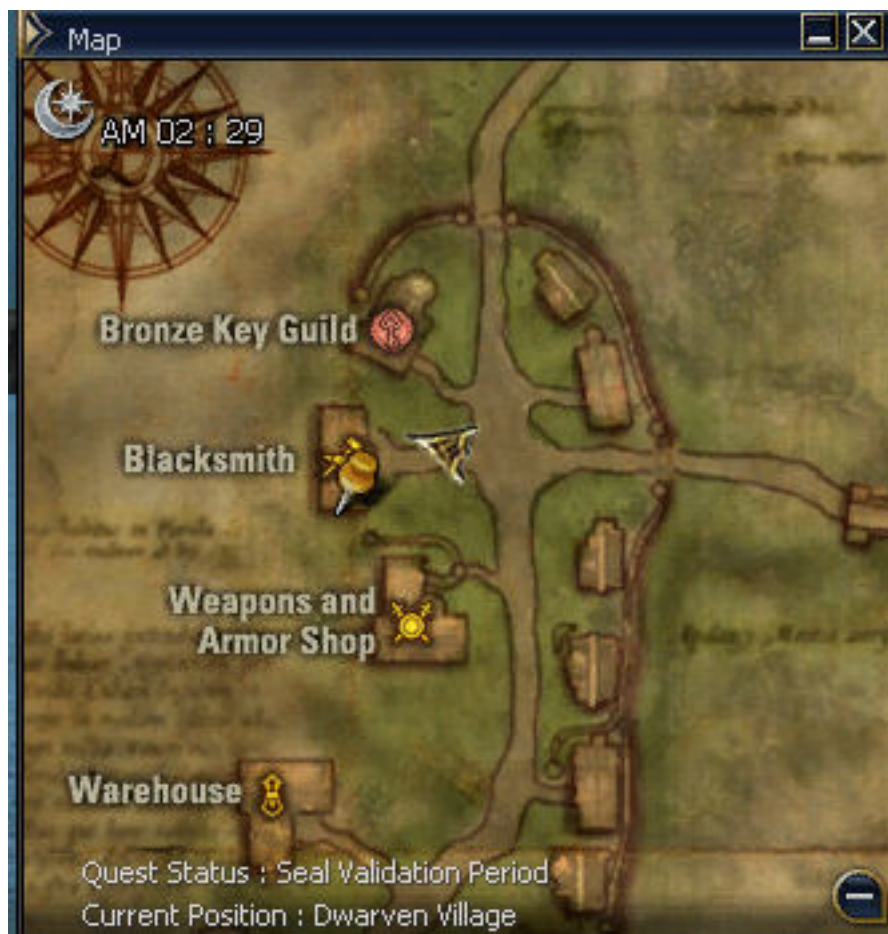 Map
AM 02 : 29
Bronze Key Guild
Blacksmith
Weapons and
Armor Shop
Warehouse
Quest Status : Seal Validation Period
Current Position : Dwarven Village